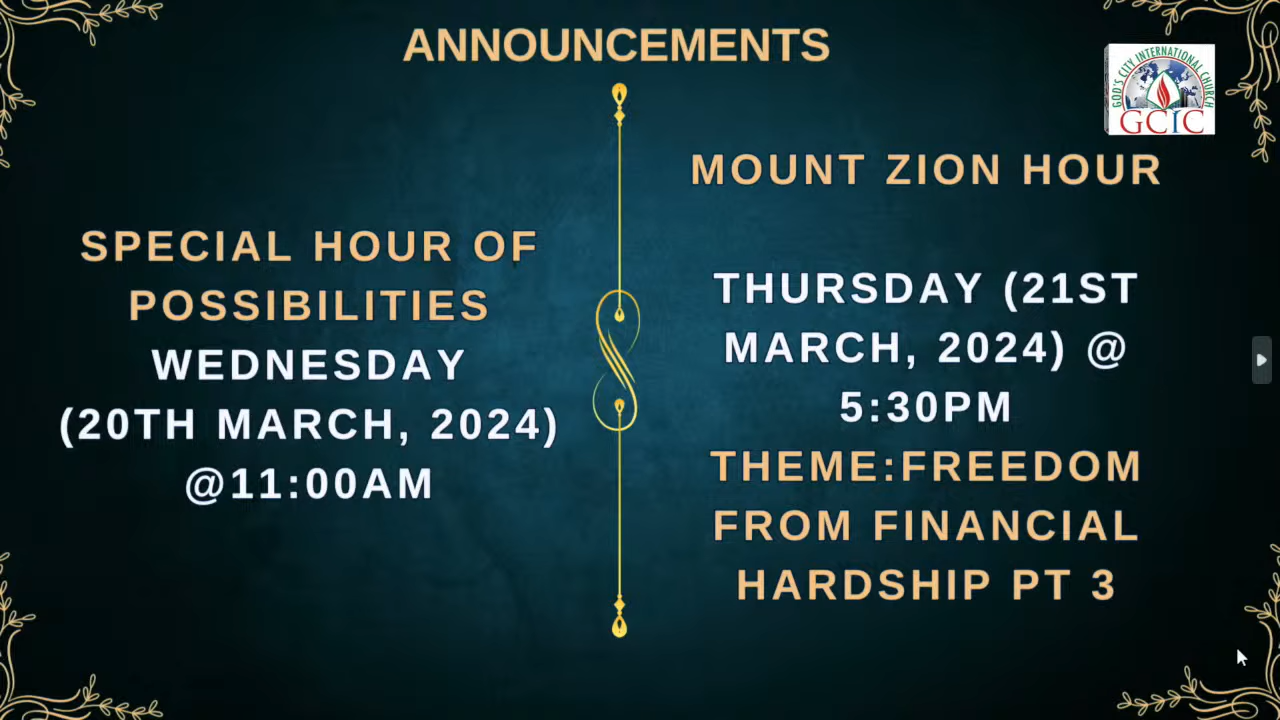 ANNOUNCEMENTS
GOD'S CITY INTERNATIONAL CHURCH
GCIC
SPECIAL HOUR OF
POSSIBILITIES
WEDNESDAY
(20TH MARCH, 2024)
@11:00AM
MOUNT ZION HOUR
THURSDAY (21ST
MARCH, 2024) @
5:30PM
THEME:FREEDOM
FROM FINANCIAL
HARDSHIP PT 3